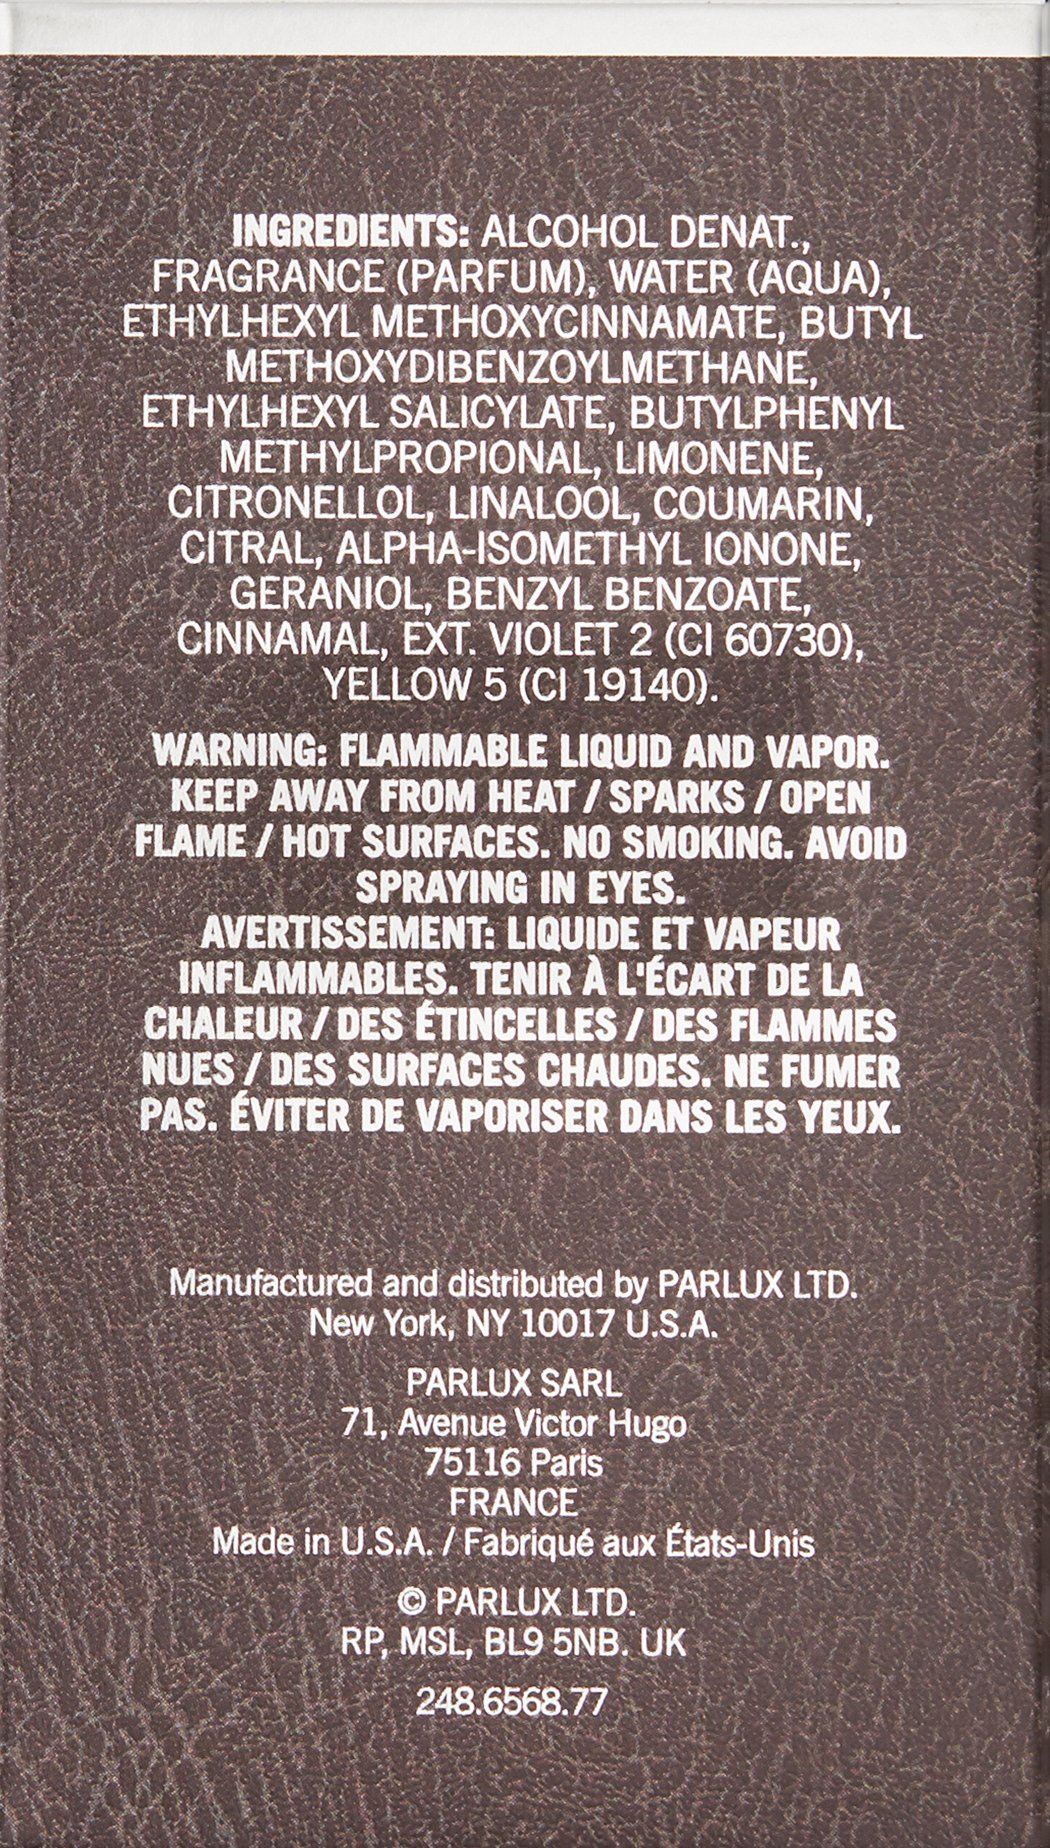 INGREDIENTS: ALCOHOL DENAT.,
FRAGRANCE (PARFUM), WATER (AQUA),
ETHYLHEXYL METHOXYCINNAMATE, BUTYL
METHOXYDIBENZOYLMETHANE,
ETHYLHEXYL SALICYLATE, BUTYLPHENYL
METHYLPROPIONAL, LIMONENE,
CITRONELLOL, LINALOOL, COUMARIN,
CITRAL, ALPHA-ISOMETHYL IONONE,
GERANIOL, BENZYL BENZOATE,
CINNAMAL, EXT. VIOLET 2 (CI 60730),
YELLOW 5 (CI 19140).
WARNING: FLAMMABLE LIQUID AND VAPOR.
KEEP AWAY FROM HEAT / SPARKS / OPEN
FLAME / HOT SURFACES. NO SMOKING. AVOID
SPRAYING IN EYES.
AVERTISSEMENT: LIQUIDE ET VAPEUR
INFLAMMABLES. TENIR À L'ÉCART DE LA
CHALEUR / DES ÉTINCELLES / DES FLAMMES
NUES / DES SURFACES CHAUDES. NE FUMER
PAS. ÉVITER DE VAPORISER DANS LES YEUX.
Manufactured and distributed by PARLUX LTD.
New York, NY 10017 U.S.A.
PARLUX SARL
71, Avenue Victor Hugo
75116 Paris
FRANCE
Made in U.S.A. / Fabriqué aux États-Unis
© PARLUX LTD.
RP, MSL, BL9 5NB. UK
248.6568.77